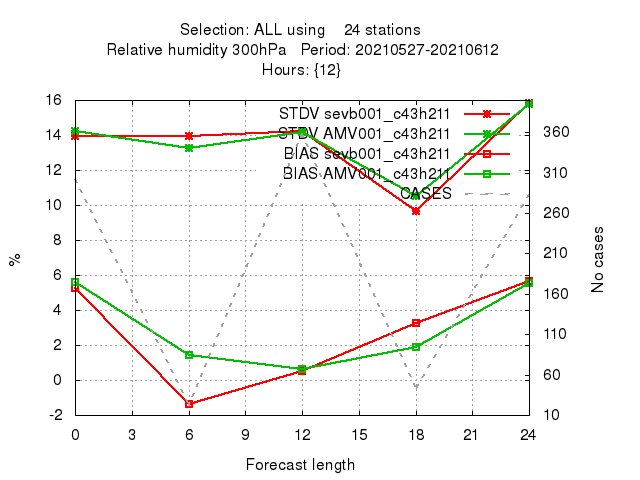 Selection: ALL using    24 stations
Relative humidity 300hPa   Period: 20210527-20210612
Hours: {12}
STDV sevb001_c43h211
STDV AMV001_c43h211
BIAS sevb001_c43h211
BIAS AMV001_c43h211
CASES
16
14
12
10
8
6
4
2
0
-2
%
360
310
260
210
160
110
60
10
No cases
0 3 6 9 12 15 18 21 24
Forecast length